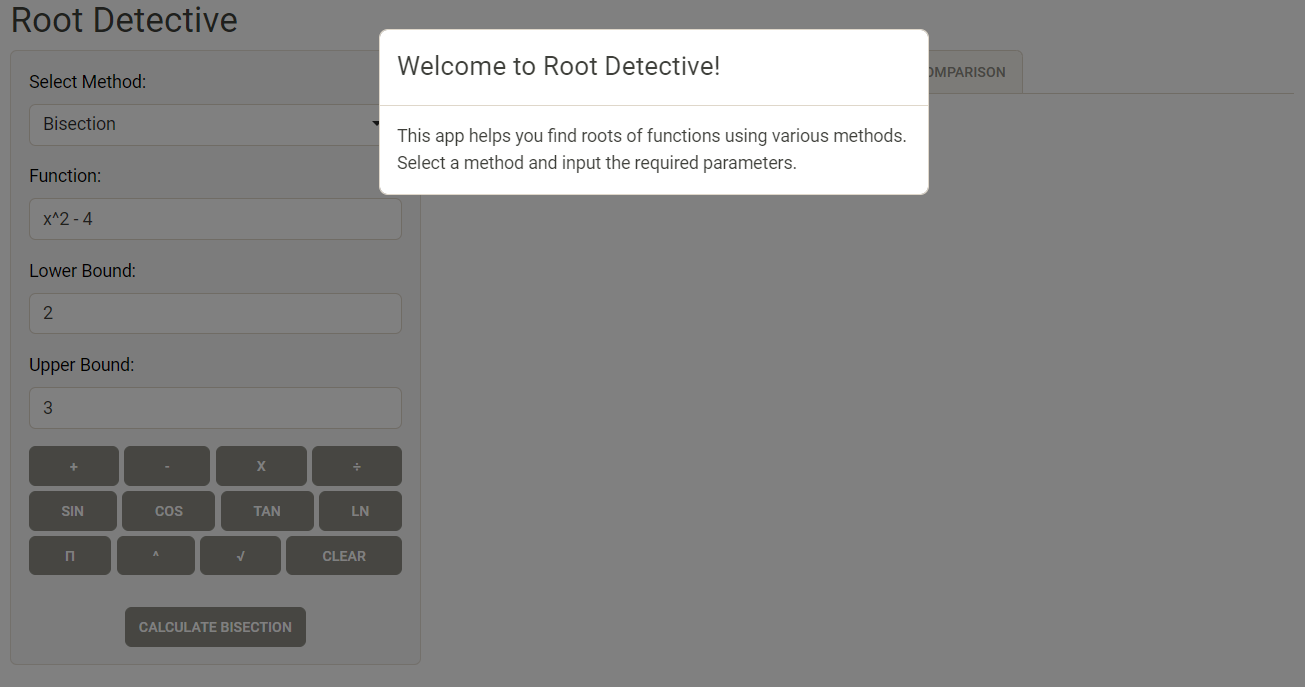 Root Detective
Welcome to Root Detective!
This app helps you find roots of functions using various methods.
Select a method and input the required parameters.
Select Method:
Bisection
Function:
x^2 - 4
Lower Bound:
2
Upper Bound:
3
+ - X ÷
SIN COS TAN LN
Π ^ √ CLEAR
CALCULATE BISECTION